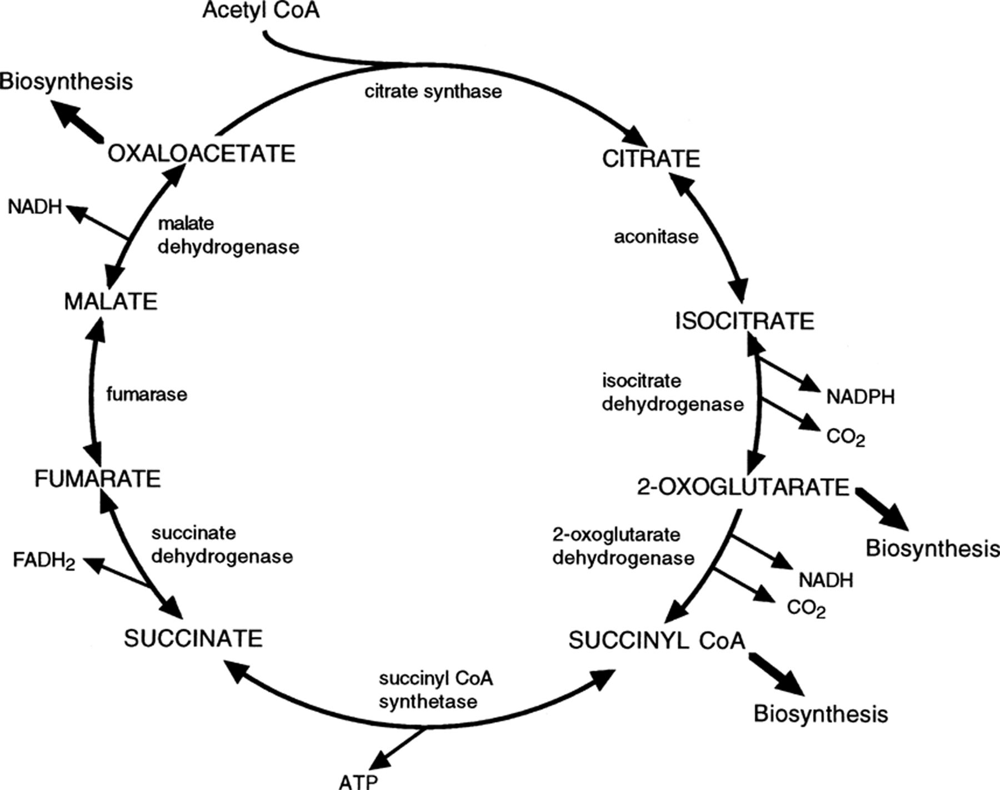 Acetyl CoA
Biosynthesis
citrate synthase
OXALOACETATE
CITRATE
NADH
malate
dehydrogenase
aconitase
MALATE
ISOCITRATE
isocitrate
dehydrogenase
NADPH
fumarase
CO2
FUMARATE
2-OXOGLUTARATE
succinate
dehydrogenase
2-oxoglutarate
dehydrogenase
Biosynthesis
FADH2
NADH
CO2
SUCCINATE
SUCCINYL CoA
succinyl CoA
synthetase
Biosynthesis
ATP